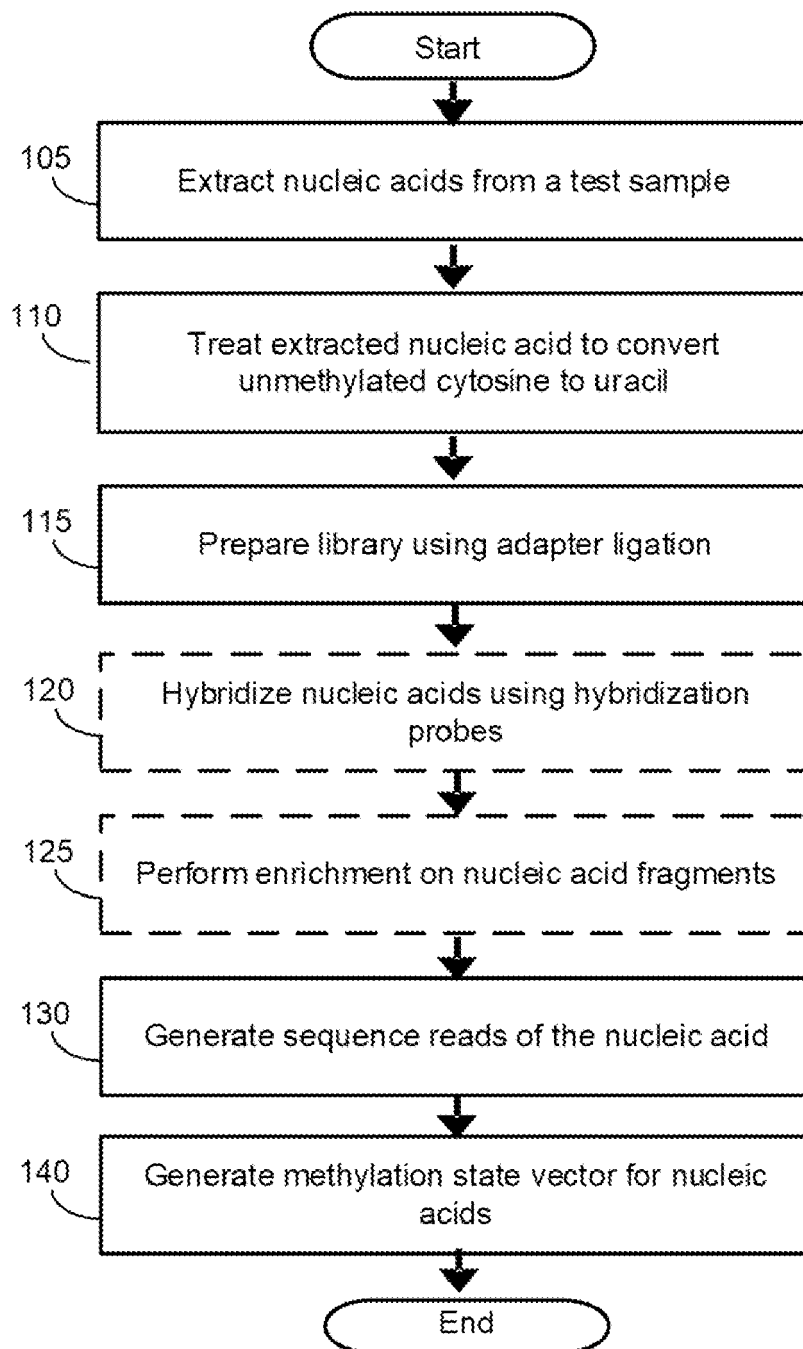 Start
105
Extract nucleic acids from a test sample
110
Treat extracted nucleic acid to convert
unmethylated cytosine to uracil
115
Prepare library using adapter ligation
120
Hybridize nucleic acids using hybridization
probes
125
Perform enrichment on nucleic acid fragments
130
Generate sequence reads of the nucleic acid
140
Generate methylation state vector for nucleic
acids
End